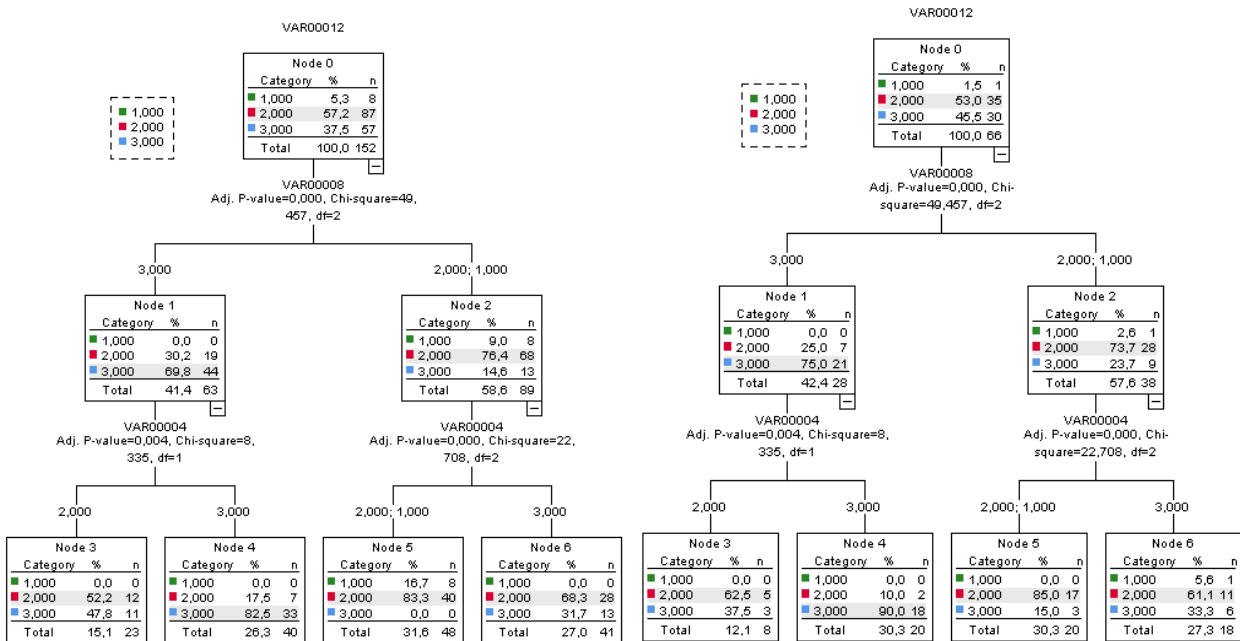 VAR00012
Node 0
Category % n
1,000 5,3 8
2,000 57,2 87
3,000 37,5 57
Total 100,0 152
1,000
2,000
3,000
VAR00008
Adj. P-value=0,000, Chi-square=49,
457, df=2
3,000
2,000; 1,000
Node 1
Category % n
1,000 0,0 0
2,000 30,2 19
3,000 69,8 44
Total 41,4 63
Node 2
Category % n
1,000 9,0 8
2,000 76,4 68
3,000 14,6 13
Total 58,6 89
VAR00004
Adj. P-value=0,004, Chi-square=8,
335, df=1
VAR00004
Adj. P-value=0,000, Chi-square=22,
708, df=2
2,000
3,000
2,000; 1,000
3,000
Node 3
Category % n
1,000 0,0 0
2,000 52,2 12
3,000 47,8 11
Total 15,1 23
Node 4
Category % n
1,000 0,0 0
2,000 17,5 7
3,000 82,5 33
Total 26,3 40
Node 5
Category % n
1,000 16,7 8
2,000 83,3 40
3,000 0,0 0
Total 31,6 48
Node 6
Category % n
1,000 0,0 0
2,000 68,3 28
3,000 31,7 13
Total 27,0 41
VAR00012
Node 0
Category % n
1,000 1,5 1
2,000 53,0 35
3,000 45,5 30
Total 100,0 66
1,000
2,000
3,000
VAR00008
Adj. P-value=0,000, Chi-
square=49,457, df=2
3,000
2,000; 1,000
Node 1
Category % n
1,000 0,0 0
2,000 25,0 7
3,000 75,0 21
Total 42,4 28
Node 2
Category % n
1,000 2,6 1
2,000 73,7 28
3,000 23,7 9
Total 57,6 38
VAR00004
Adj. P-value=0,004, Chi-square=8,
335, df=1
VAR00004
Adj. P-value=0,000, Chi-
square=22,708, df=2
2,000
3,000
2,000; 1,000
3,000
Node 3
Category % n
1,000 0,0 0
2,000 62,5 5
3,000 37,5 3
Total 12,1 8
Node 4
Category % n
1,000 0,0 0
2,000 10,0 2
3,000 90,0 18
Total 30,3 20
Node 5
Category % n
1,000 0,0 0
2,000 85,0 17
3,000 15,0 3
Total 30,3 20
Node 6
Category % n
1,000 5,6 1
2,000 61,1 11
3,000 33,3 6
Total 27,3 18